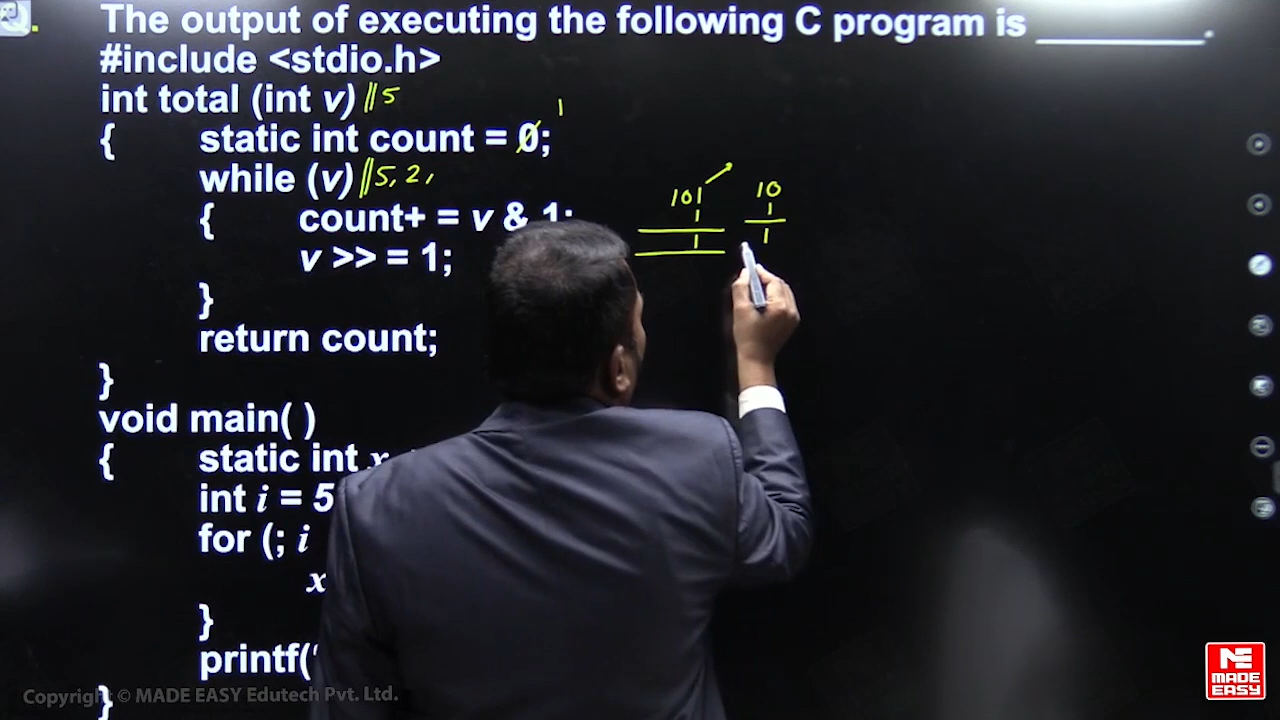 The output of executing the following C program is __________.
#include <stdio.h>
int total (int v) //5
{ static int count = 0; 1
while (v) //5, 2,
{ count+ = v & 1;
101 10
1 1
1 1
v >> = 1;
}
return count;
}
void main( )
{ static int x
int i = 5
for (; i
x
}
printf(
}
Copyright © MADE EASY Edutech Pvt. Ltd.
ME
MADE
EASY